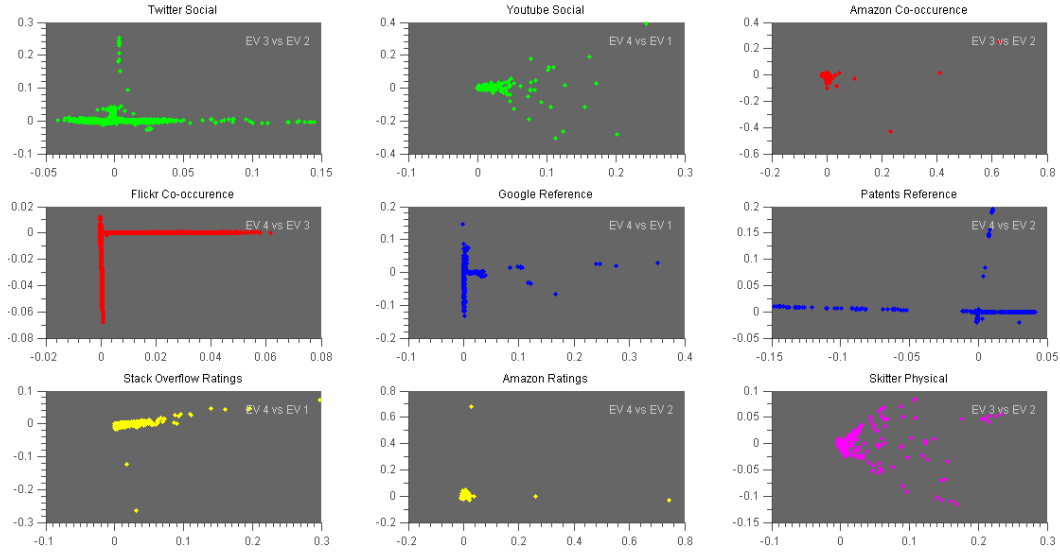 Twitter Social
EV 3 vs EV 2
0.3
0.2
0.1
0
0.1
-0.05 0 0.05 0.1 0.15
Youtube Social
EV 4 vs EV 1
0.4
0.2
0
-0.2
-0.4
-0.1 0 0.1 0.2 0.3
Amazon Co-occurence
EV 3 vs EV 2
0.6
0.4
0.2
0
-0.2
-0.4
-0.6
-0.2 0 0.2 0.4 0.6 0.8
Flickr Co-occurence
EV 4 vs EV 3
0.02
0
-0.02
-0.04
-0.06
-0.08
-0.02 0 0.02 0.04 0.06 0.08
Google Reference
EV 4 vs EV 1
0.2
0.1
0
-0.1
-0.2
-0.1 0 0.1 0.2 0.3 0.4
Patents Reference
EV 4 vs EV 2
0.2
0.15
0.1
0.05
0
0.05
-0.15 -0.1 -0.05 0 0.05
Stack Overflow Ratings
EV 4 vs EV 1
0.1
0
-0.1
-0.2
-0.3
-0.1 0 0.1 0.2 0.3
Amazon Ratings
EV 4 vs EV 2
0.8
0.6
0.4
0.2
0
-0.2
-0.2 0 0.2 0.4 0.6 0.8
Skitter Physical
EV 3 vs EV 2
0.1
0.05
0
-0.05
-0.1
-0.15
-0.1 0 0.1 0.2 0.3